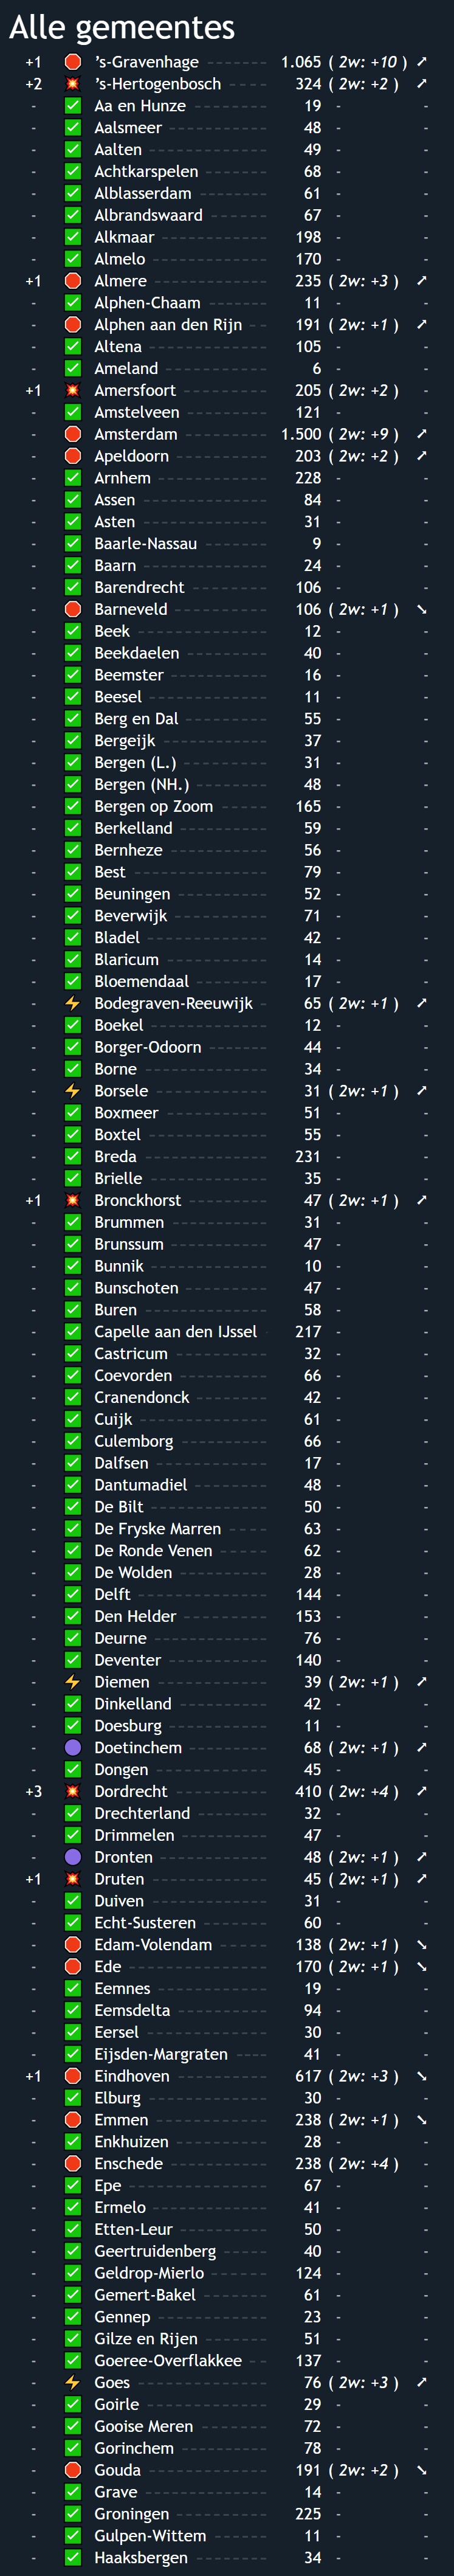 Alle gemeentes
+1 's-Gravenhage ------- 1.065 ( 2w: +10 ) ↗
+2 's-Hertogenbosch ----- 324 ( 2w: +2 ) ↗
- Aa en Hunze --------- 19 - -
- Aalsmeer ----------- 48 - -
- Aalten ------------- 49 - -
- Achtkarspelen ------- 68 - -
- Alblasserdam -------- 61 - -
- Albrandswaard ------- 67 - -
- Alkmaar ------------ 198 - -
- Almelo ------------- 170 - -
+1 Almere ------------- 235 ( 2w: +3 ) ↗
- Alphen-Chaam ------- 11 - -
- Alphen aan den Rijn --- 191 ( 2w: +1 ) ↗
- Altena ------------- 105 - -
- Ameland ------------ 6 - -
+1 Amersfoort ---------- 205 ( 2w: +2 )
- Amstelveen ---------- 121 - -
- Amsterdam ---------- 1.500 ( 2w: +9 ) ↗
- Apeldoorn ---------- 203 ( 2w: +2 ) ↗
- Arnhem ------------- 228 - -
- Assen -------------- 84 - -
- Asten -------------- 31 - -
- Baarle-Nassau ------- 9 - -
- Baarn -------------- 24 - -
- Barendrecht --------- 106 - -
- Barneveld ----------- 106 ( 2w: +1 ) ↘
- Beek --------------- 12 - -
- Beekdaelen ---------- 40 - -
- Beemster ----------- 16 - -
- Beesel ------------- 11 - -
- Berg en Dal --------- 55 - -
- Bergeijk ------------ 37 - -
- Bergen (L.) ---------- 31 - -
- Bergen (NH.) -------- 48 - -
- Bergen op Zoom ----- 165 - -
- Berkelland ---------- 59 - -
- Bernheze ----------- 56 - -
- Best --------------- 79 - -
- Beuningen ---------- 52 - -
- Beverwijk ----------- 71 - -
- Bladel -------------- 42 - -
- Blaricum ------------ 14 - -
- Bloemendaal -------- 17 - -
- Bodegraven-Reeuwijk - 65 ( 2w: +1 ) ↗
- Boekel ------------- 12 - -
- Borger-Odoorn ------- 44 - -
- Borne -------------- 34 - -
- Borsele ------------- 31 ( 2w: +1 ) ↗
- Boxmeer ------------ 51 - -
- Boxtel -------------- 55 - -
- Breda -------------- 231 - -
- Brielle -------------- 35 - -
+1 Bronckhorst --------- 47 ( 2w: +1 ) ↗
- Brummen ----------- 31 - -
- Brunssum ----------- 47 - -
- Bunnik ------------- 10 - -
- Bunschoten ---------- 47 - -
- Buren -------------- 58 - -
- Capelle aan den IJssel - 217 - -
- Castricum ----------- 32 - -
- Coevorden ---------- 66 - -
- Cranendonck -------- 42 - -
- Cuijk --------------- 61 - -
- Culemborg ---------- 66 - -
- Dalfsen ------------- 17 - -
- Dantumadiel --------- 48 - -
- De Bilt ------------- 50 - -
- De Fryske Marren ----- 63 - -
- De Ronde Venen ------ 62 - -
- De Wolden ---------- 28 - -
- Delft --------------- 144 - -
- Den Helder ---------- 153 - -
- Deurne ------------- 76 - -
- Deventer ----------- 140 - -
- Diemen ------------- 39 ( 2w: +1 ) ↗
- Dinkelland ---------- 42 - -
- Doesburg ----------- 11 - -
- Doetinchem --------- 68 ( 2w: +1 ) ↗
- Dongen ------------- 45 - -
+3 Dordrecht ----------- 410 ( 2w: +4 ) ↗
- Drechterland -------- 32 - -
- Drimmelen ---------- 47 - -
- Dronten ------------ 48 ( 2w: +1 ) ↗
+1 Druten ------------- 45 ( 2w: +1 ) ↗
- Duiven ------------- 31 - -
- Echt-Susteren ------- 60 - -
- Edam-Volendam ------ 138 ( 2w: +1 ) ↘
- Ede ---------------- 170 ( 2w: +1 ) ↘
- Eemnes ------------- 19 - -
- Eemsdelta ---------- 94 - -
- Eersel -------------- 30 - -
- Eijsden-Margraten ---- 41 - -
+1 Eindhoven ---------- 617 ( 2w: +3 ) ↘
- Elburg -------------- 30 - -
- Emmen ------------- 238 ( 2w: +1 ) ↘
- Enkhuizen ---------- 28 - -
- Enschede ----------- 238 ( 2w: +4 ) -
- Epe ---------------- 67 - -
- Ermelo ------------- 41 - -
- Etten-Leur ---------- 50 - -
- Geertruidenberg ----- 40 - -
- Geldrop-Mierlo ------- 124 - -
- Gemert-Bakel -------- 61 - -
- Gennep ------------- 23 - -
- Gilze en Rijen -------- 51 - -
- Goeree-Overflakkee -- 137 - -
- Goes --------------- 76 ( 2w: +3 ) ↗
- Goirle -------------- 29 - -
- Gooise Meren -------- 72 - -
- Gorinchem ---------- 78 - -
- Gouda -------------- 191 ( 2w: +2 ) ↘
- Grave -------------- 14 - -
- Groningen ---------- 225 - -
- Gulpen-Wittem ------ 11 - -
- Haaksbergen -------- 34 - -